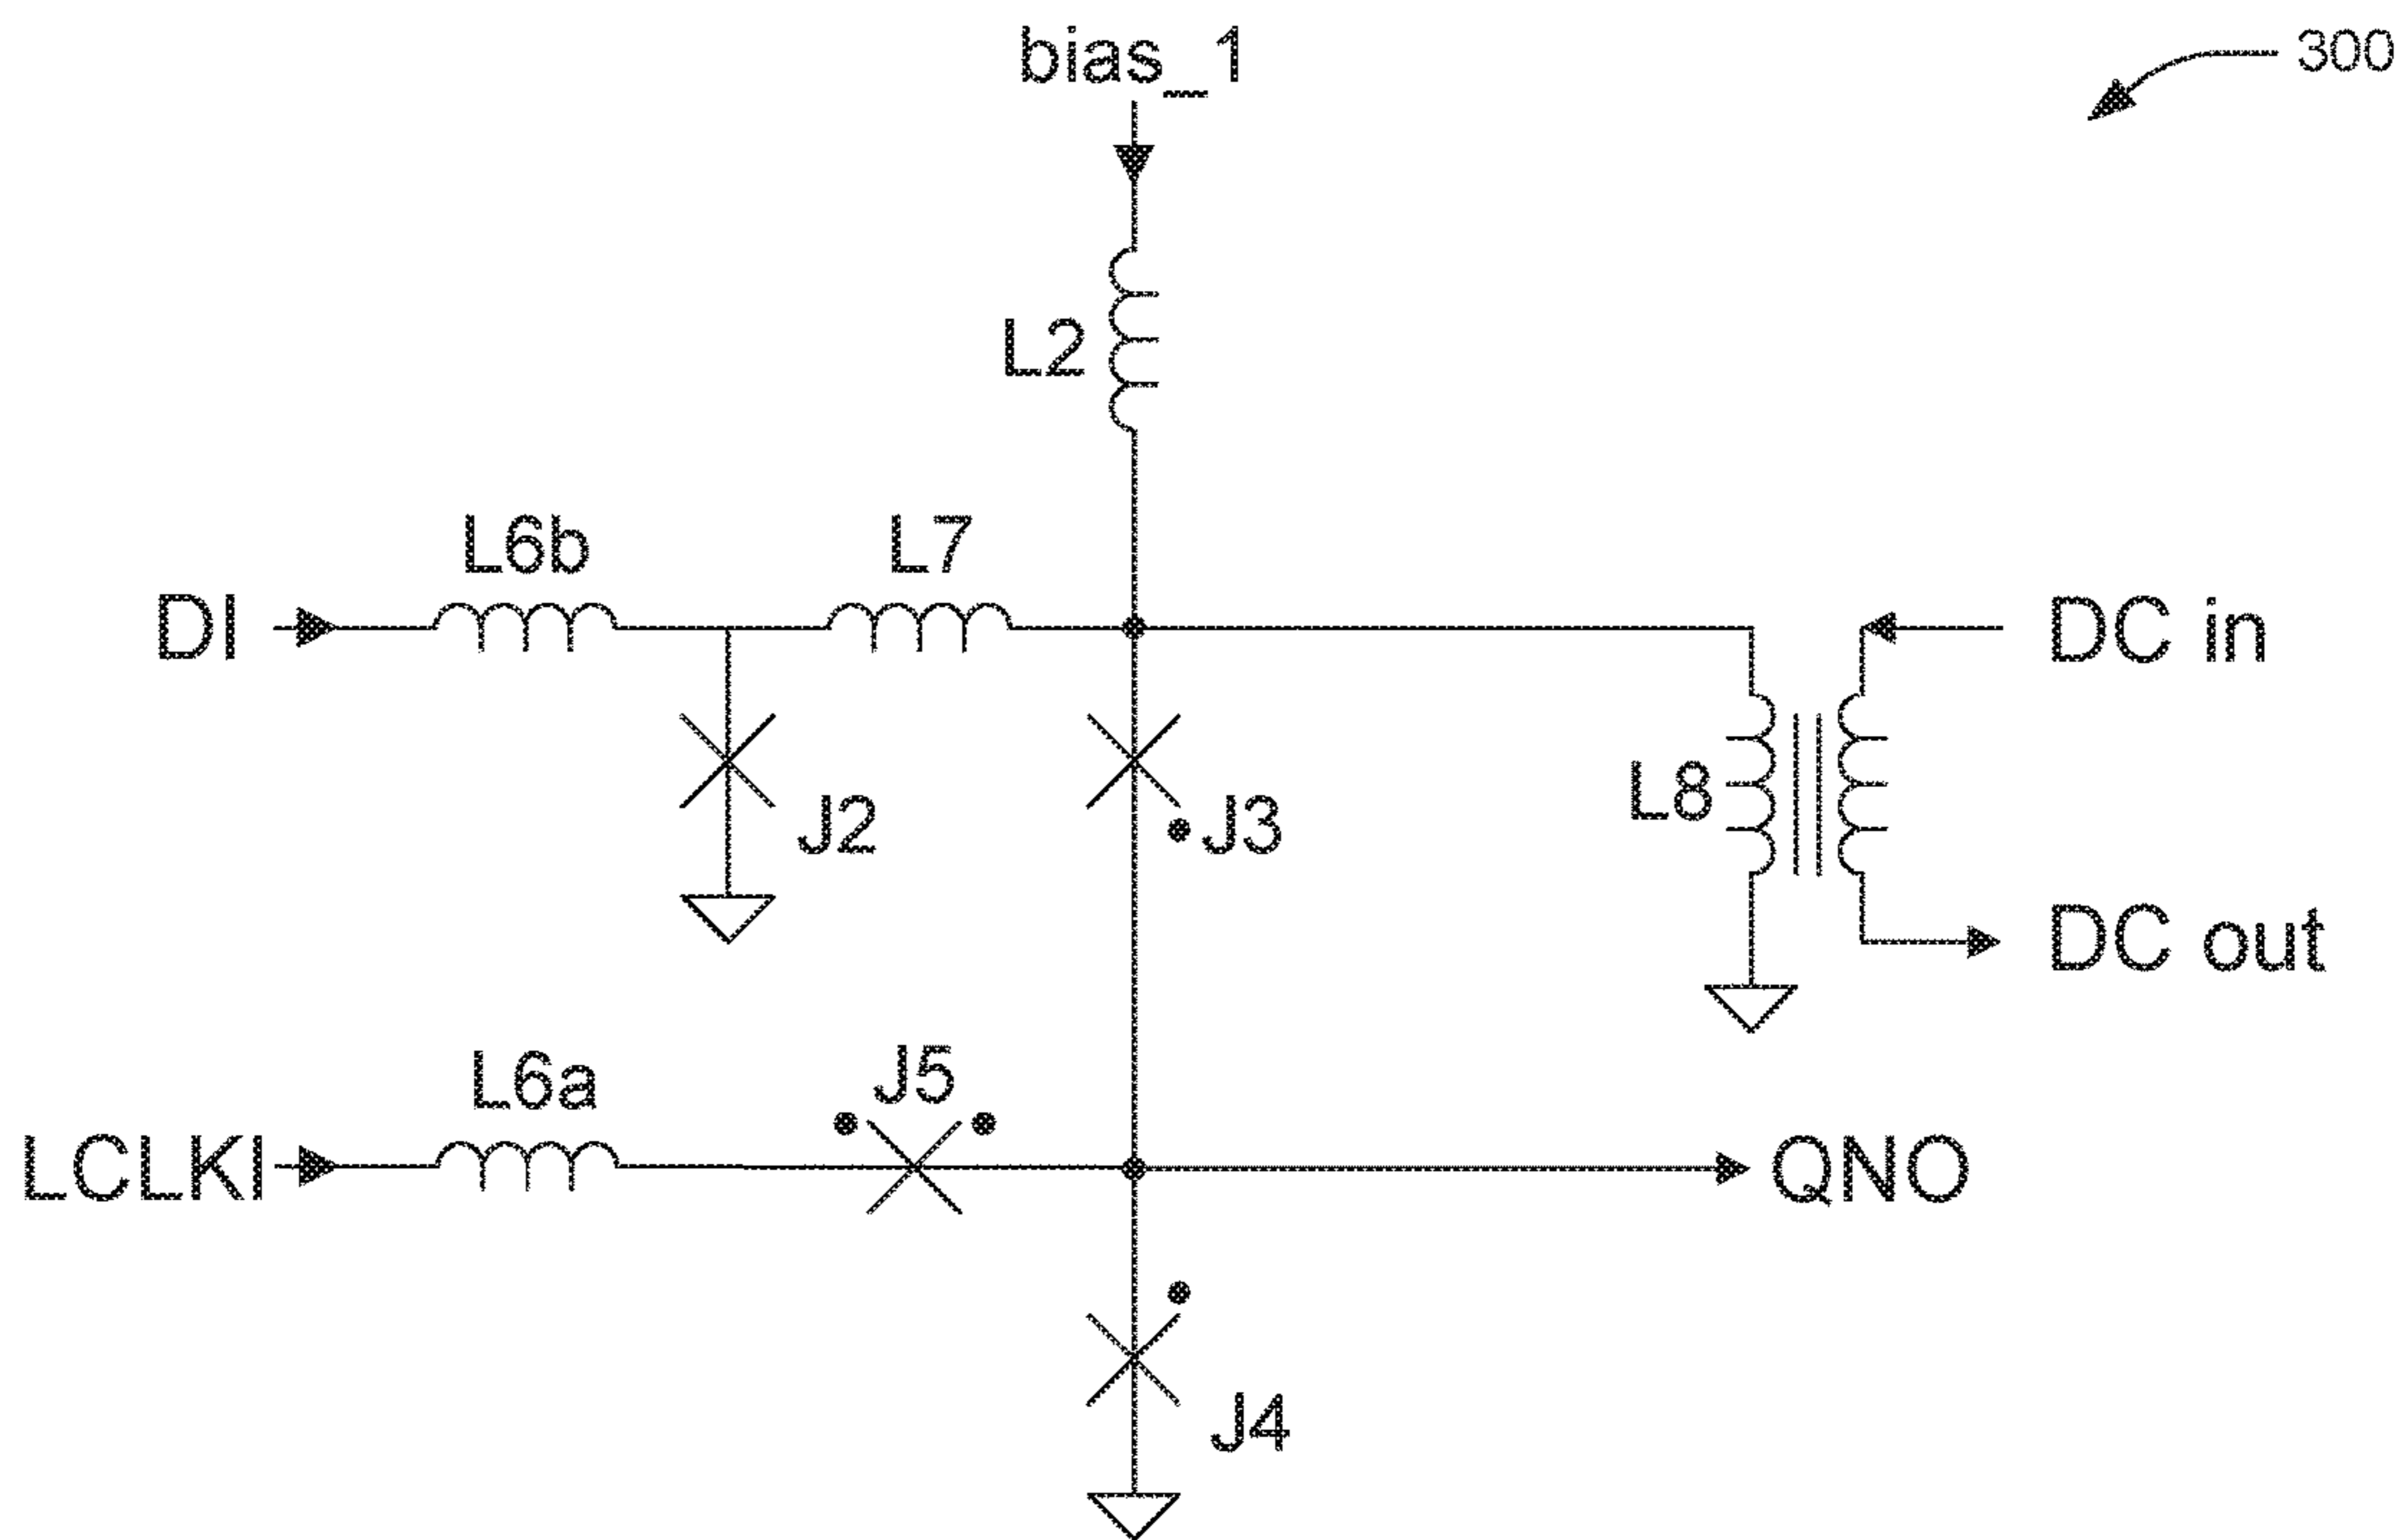 bias_1
300
L2
L6b
L7
DI
DC in
J2
J3
L8
DC out
L6a
J5
LCLKI
QNO
J4